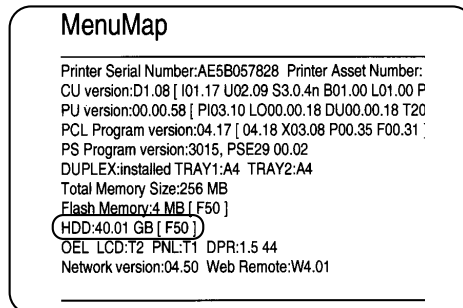 MenuMap
Printer Serial Number:AE5B057828 Printer Asset Number:
CU version:D1.08 [ I01.17 U02.09 S3.0.4n B01.00 L01.00 P
PU version:00.00.58 [ PI03.10 LO00.00.18 DU00.00.18 T20
PCL Program version:04.17 [ 04.18 X03.08 P00.35 F00.31 ]
PS Program version:3015, PSE29 00.02
DUPLEX:installed TRAY1:A4 TRAY2:A4
Total Memory Size:256 MB
Flash Memory:4 MB [ F50 ]
HDD:40.01 GB [ F50 ]
OEL LCD:T2 PNL:T1 DPR:1.5 44
Network version:04.50 Web Remote:W4.01